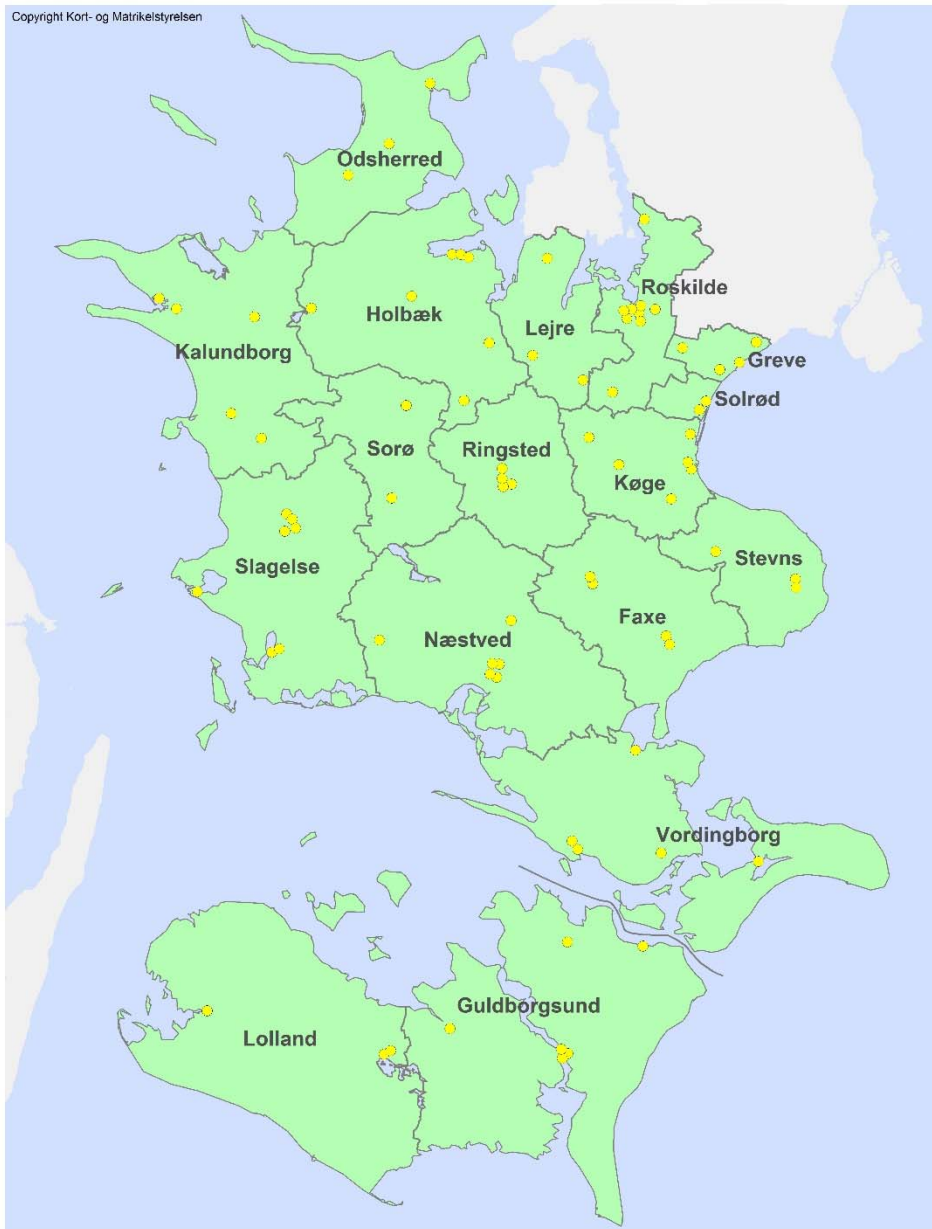 Copyright Kort- og Matrikelstyrelsen
Odsherred
Roskilde
Holbæk
Lejre
Kalundborg
Greve
Solrød
Sorø
Ringsted
Køge
Stevns
Slagelse
Faxe
Næstved
Vordingborg
Guldborgsund
Lolland